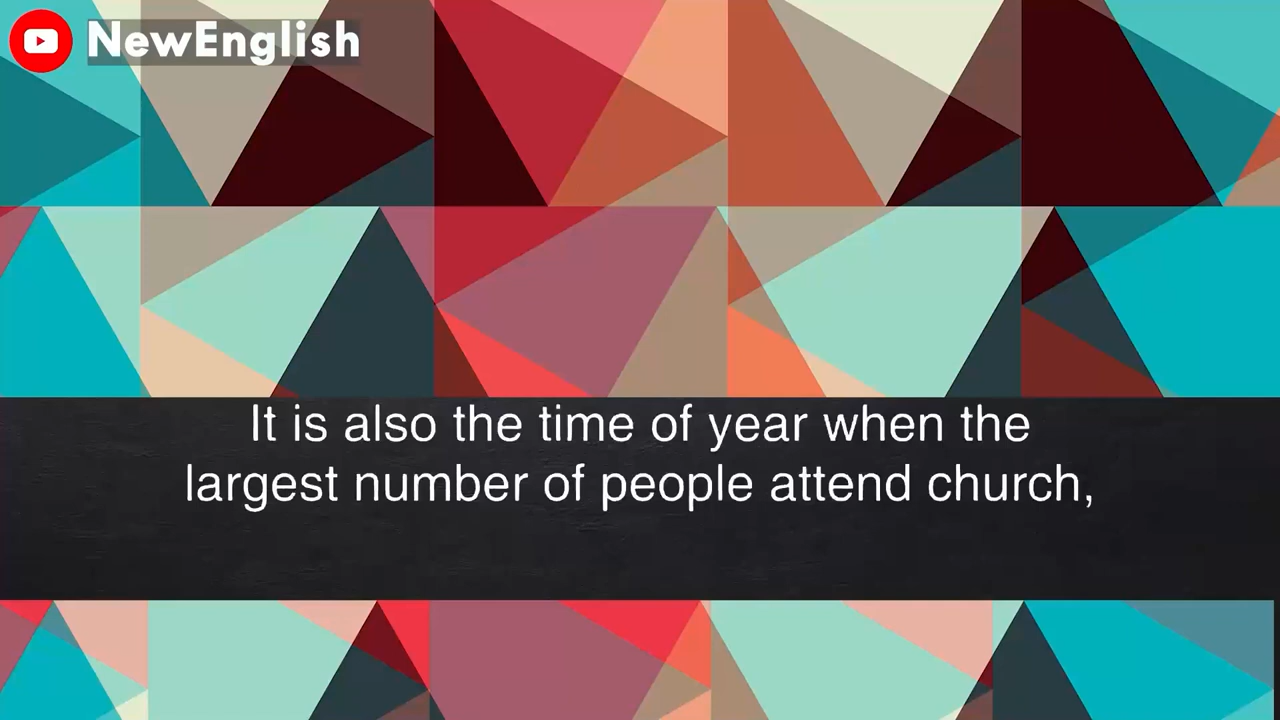 NewEnglish
It is also the time of year when the
largest number of people attend church,